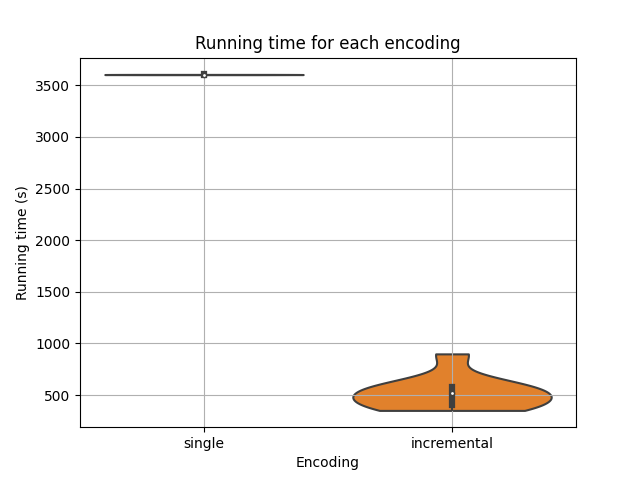 Running time for each encoding
Running time (s)
3500
3000
2500
2000
1500
1000
500
single incremental
Encoding